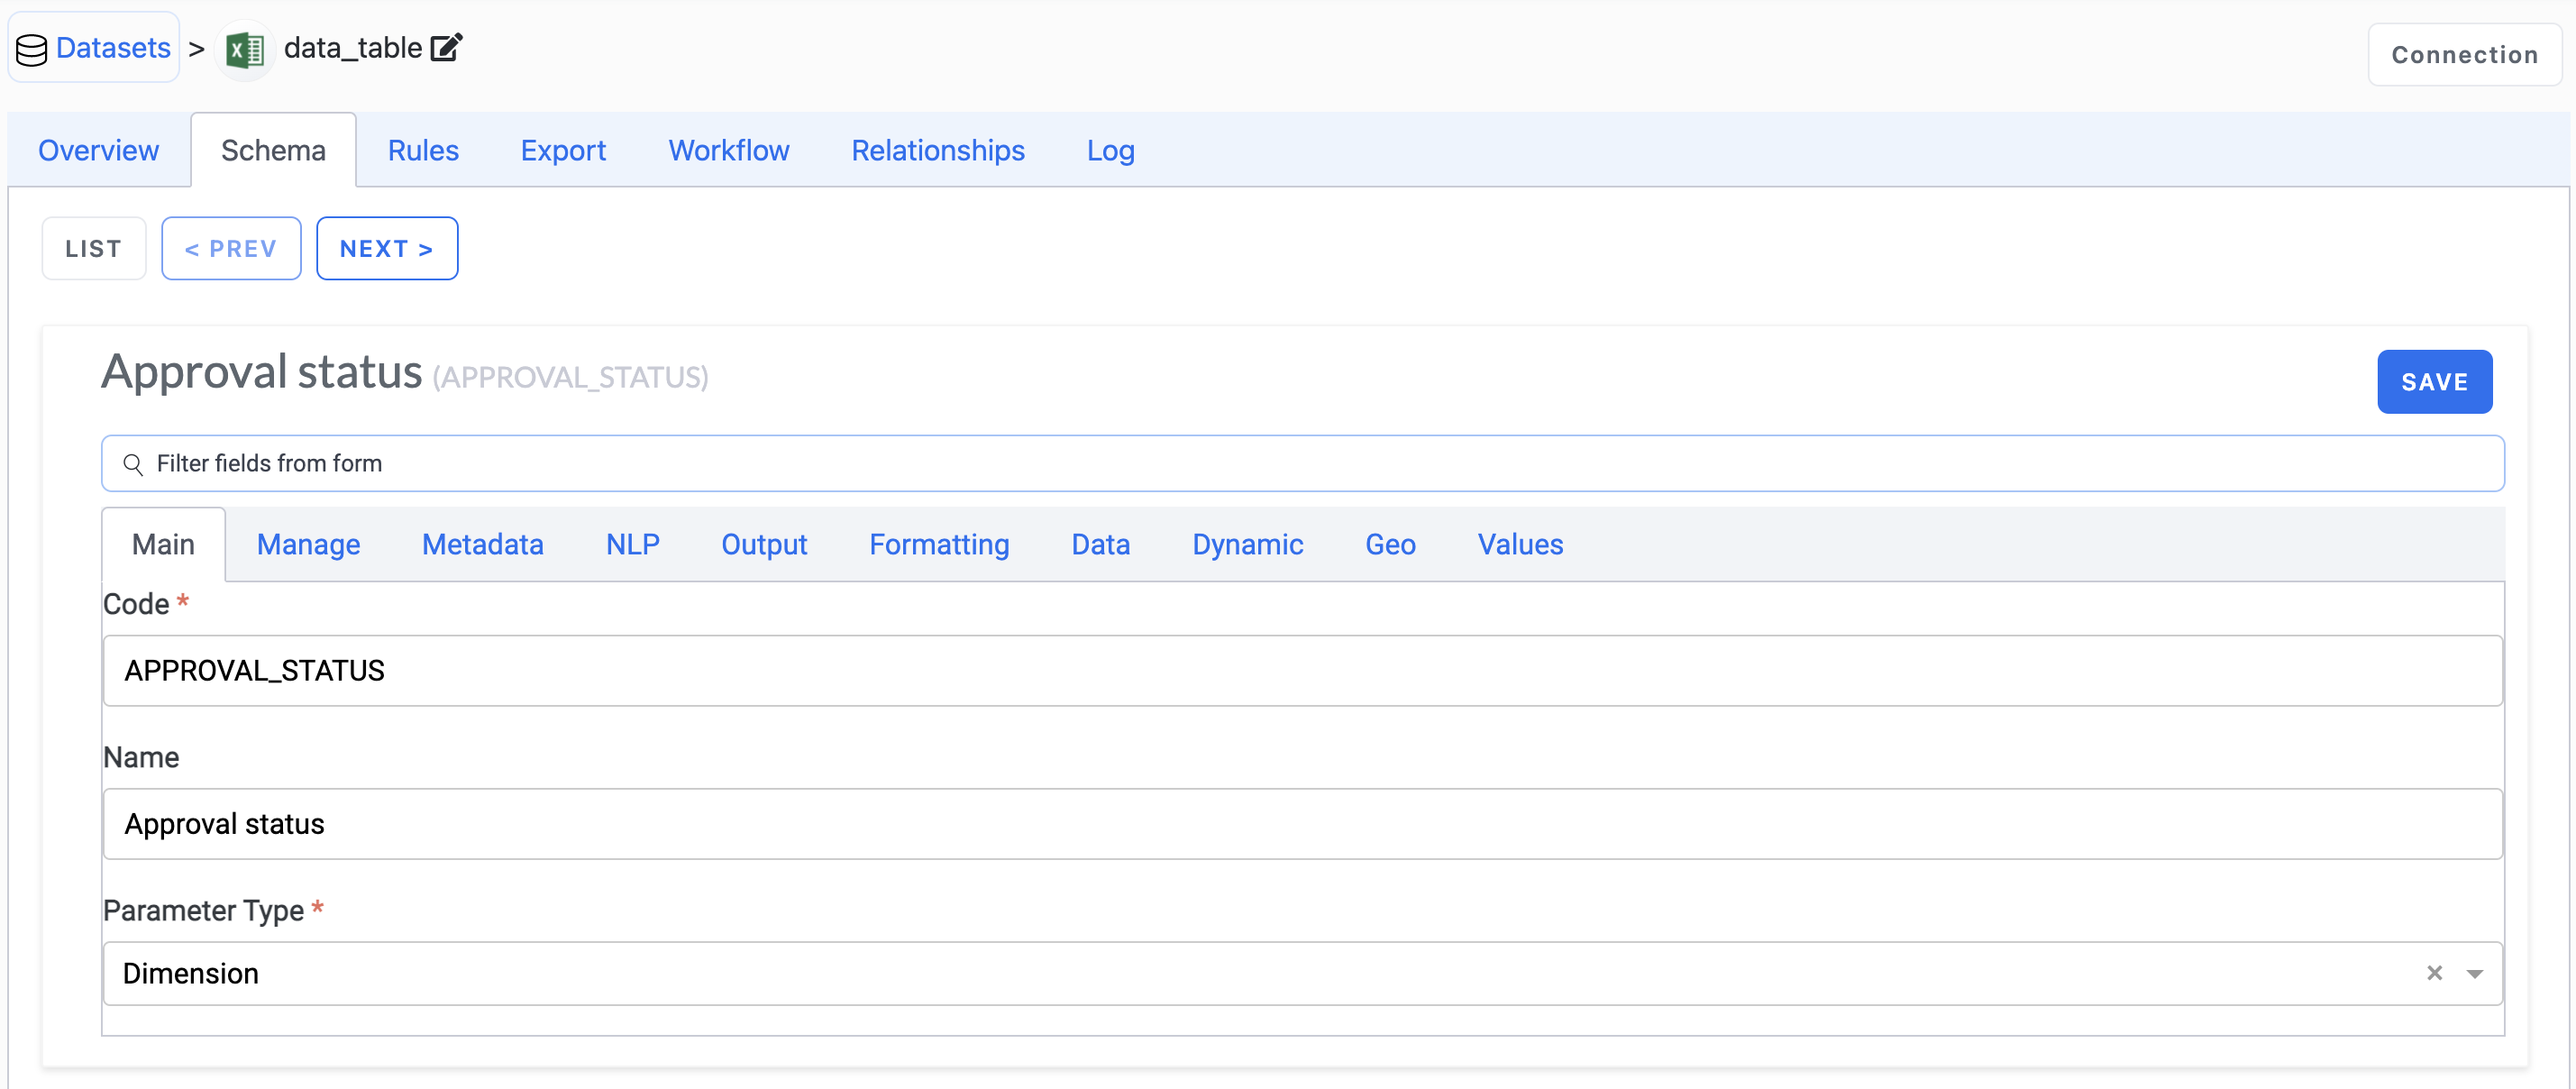 Datasets > data_table
Connection
Overview Schema Rules Export Workflow Relationships Log
LIST < PREV NEXT >
Approval status (APPROVAL_STATUS)
SAVE
Filter fields from form
Main Manage Metadata NLP Output Formatting Data Dynamic Geo Values
Code *
APPROVAL_STATUS
Name
Approval status
Parameter Type *
Dimension